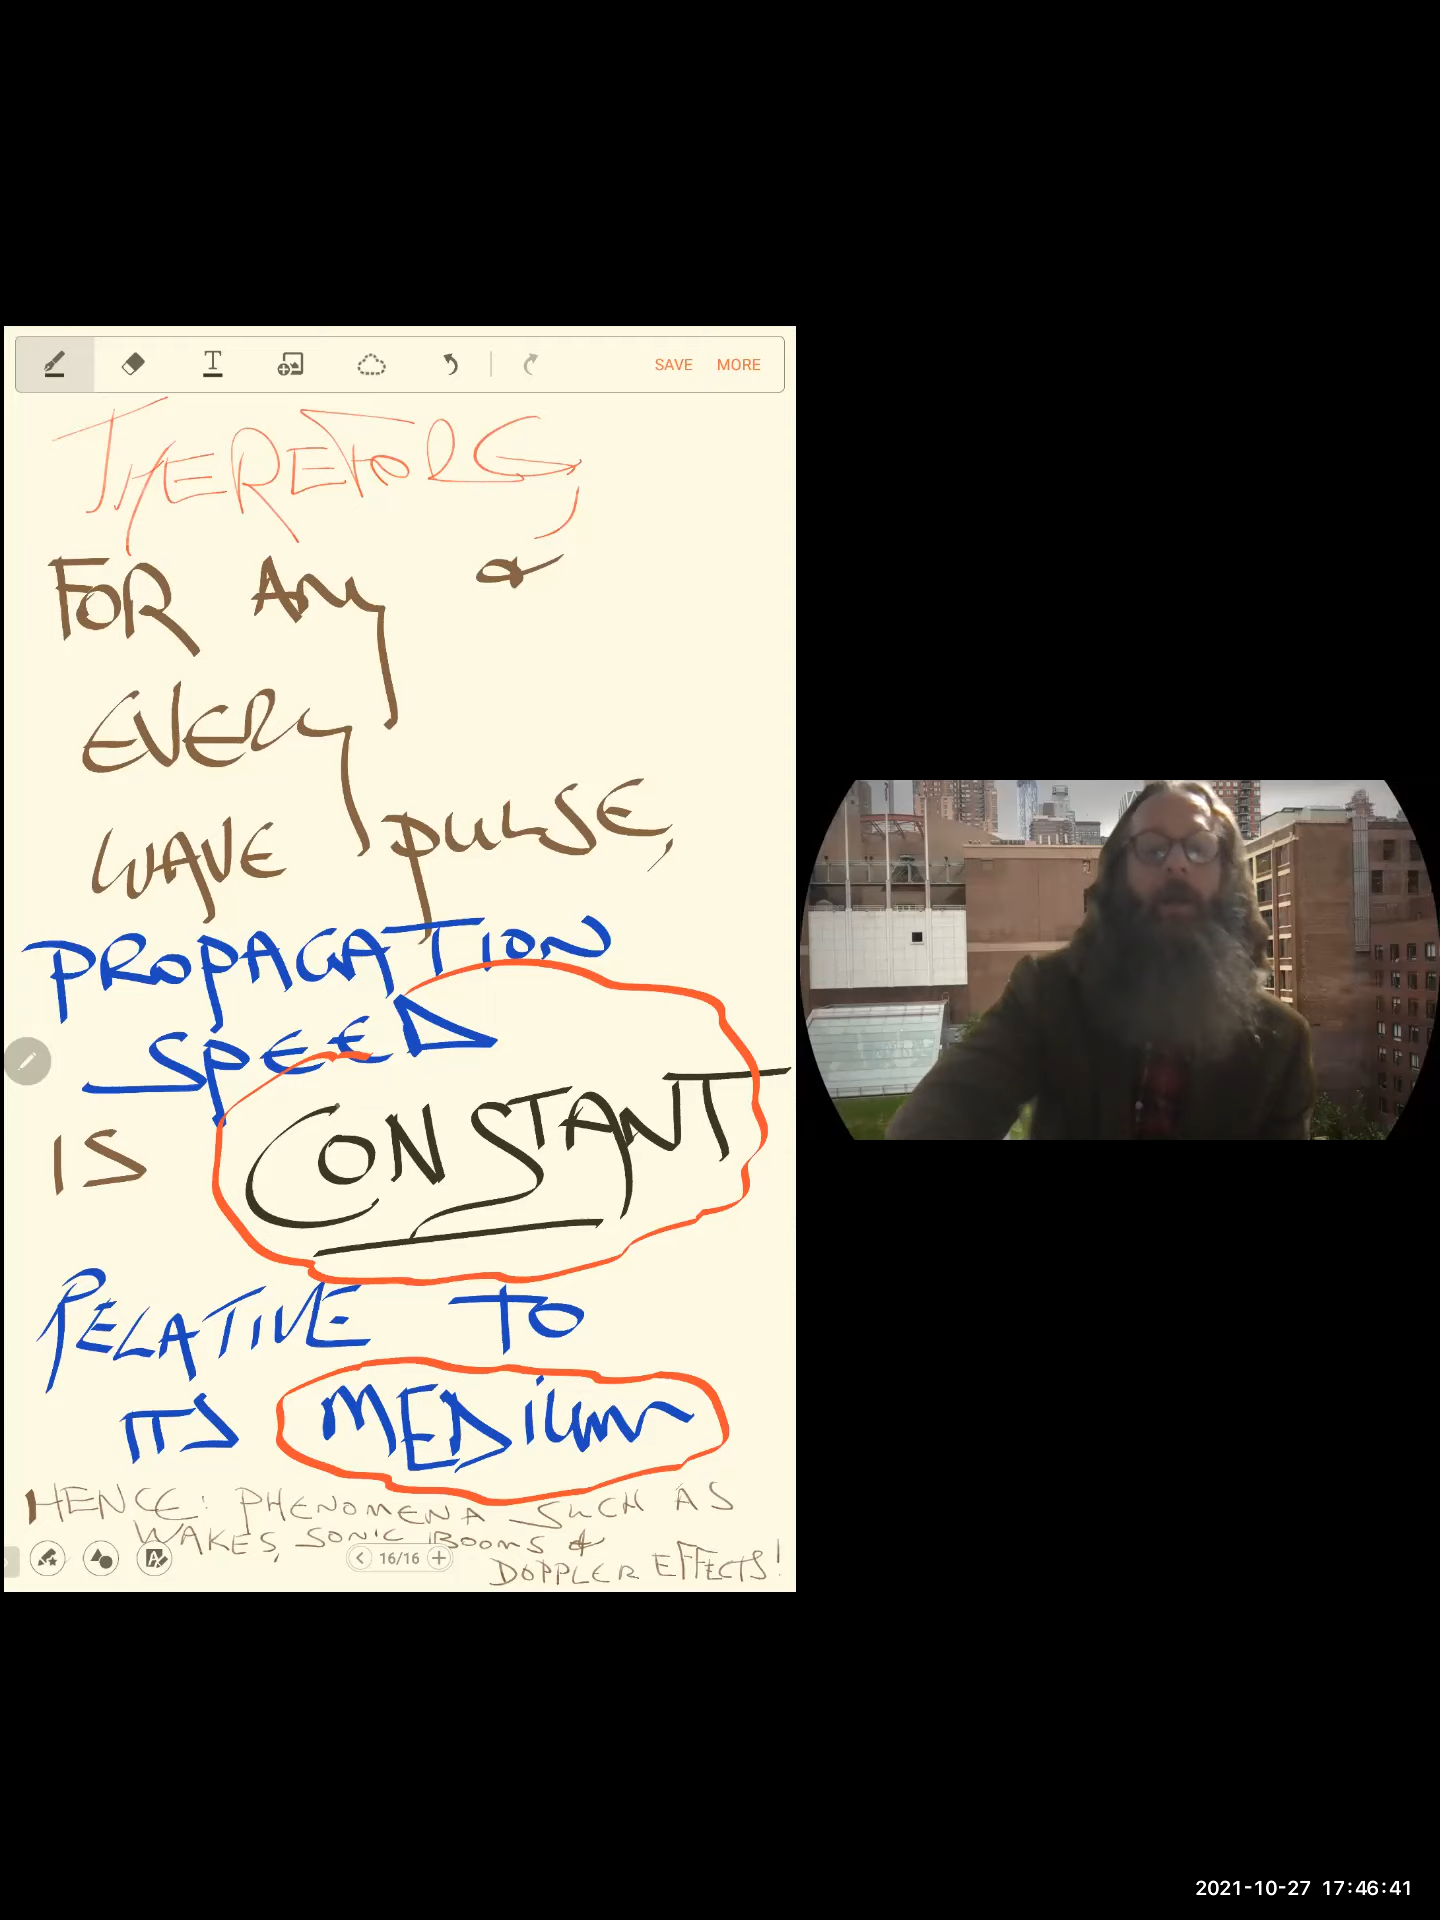 T
SAVE MORE
THEREFORE,
FOR ANY &
EVERY
WAVE PULSE,
PROPAGATION
SPEED
IS CONSTANT
RELATIVE TO
ITS MEDIUM
HENCE: PHENOMENA SUCH AS
WAKES, SONIC BOOMS &
DOPPLER EFFECTS!
A
< 16/16 +
2021-10-27 17:46:41